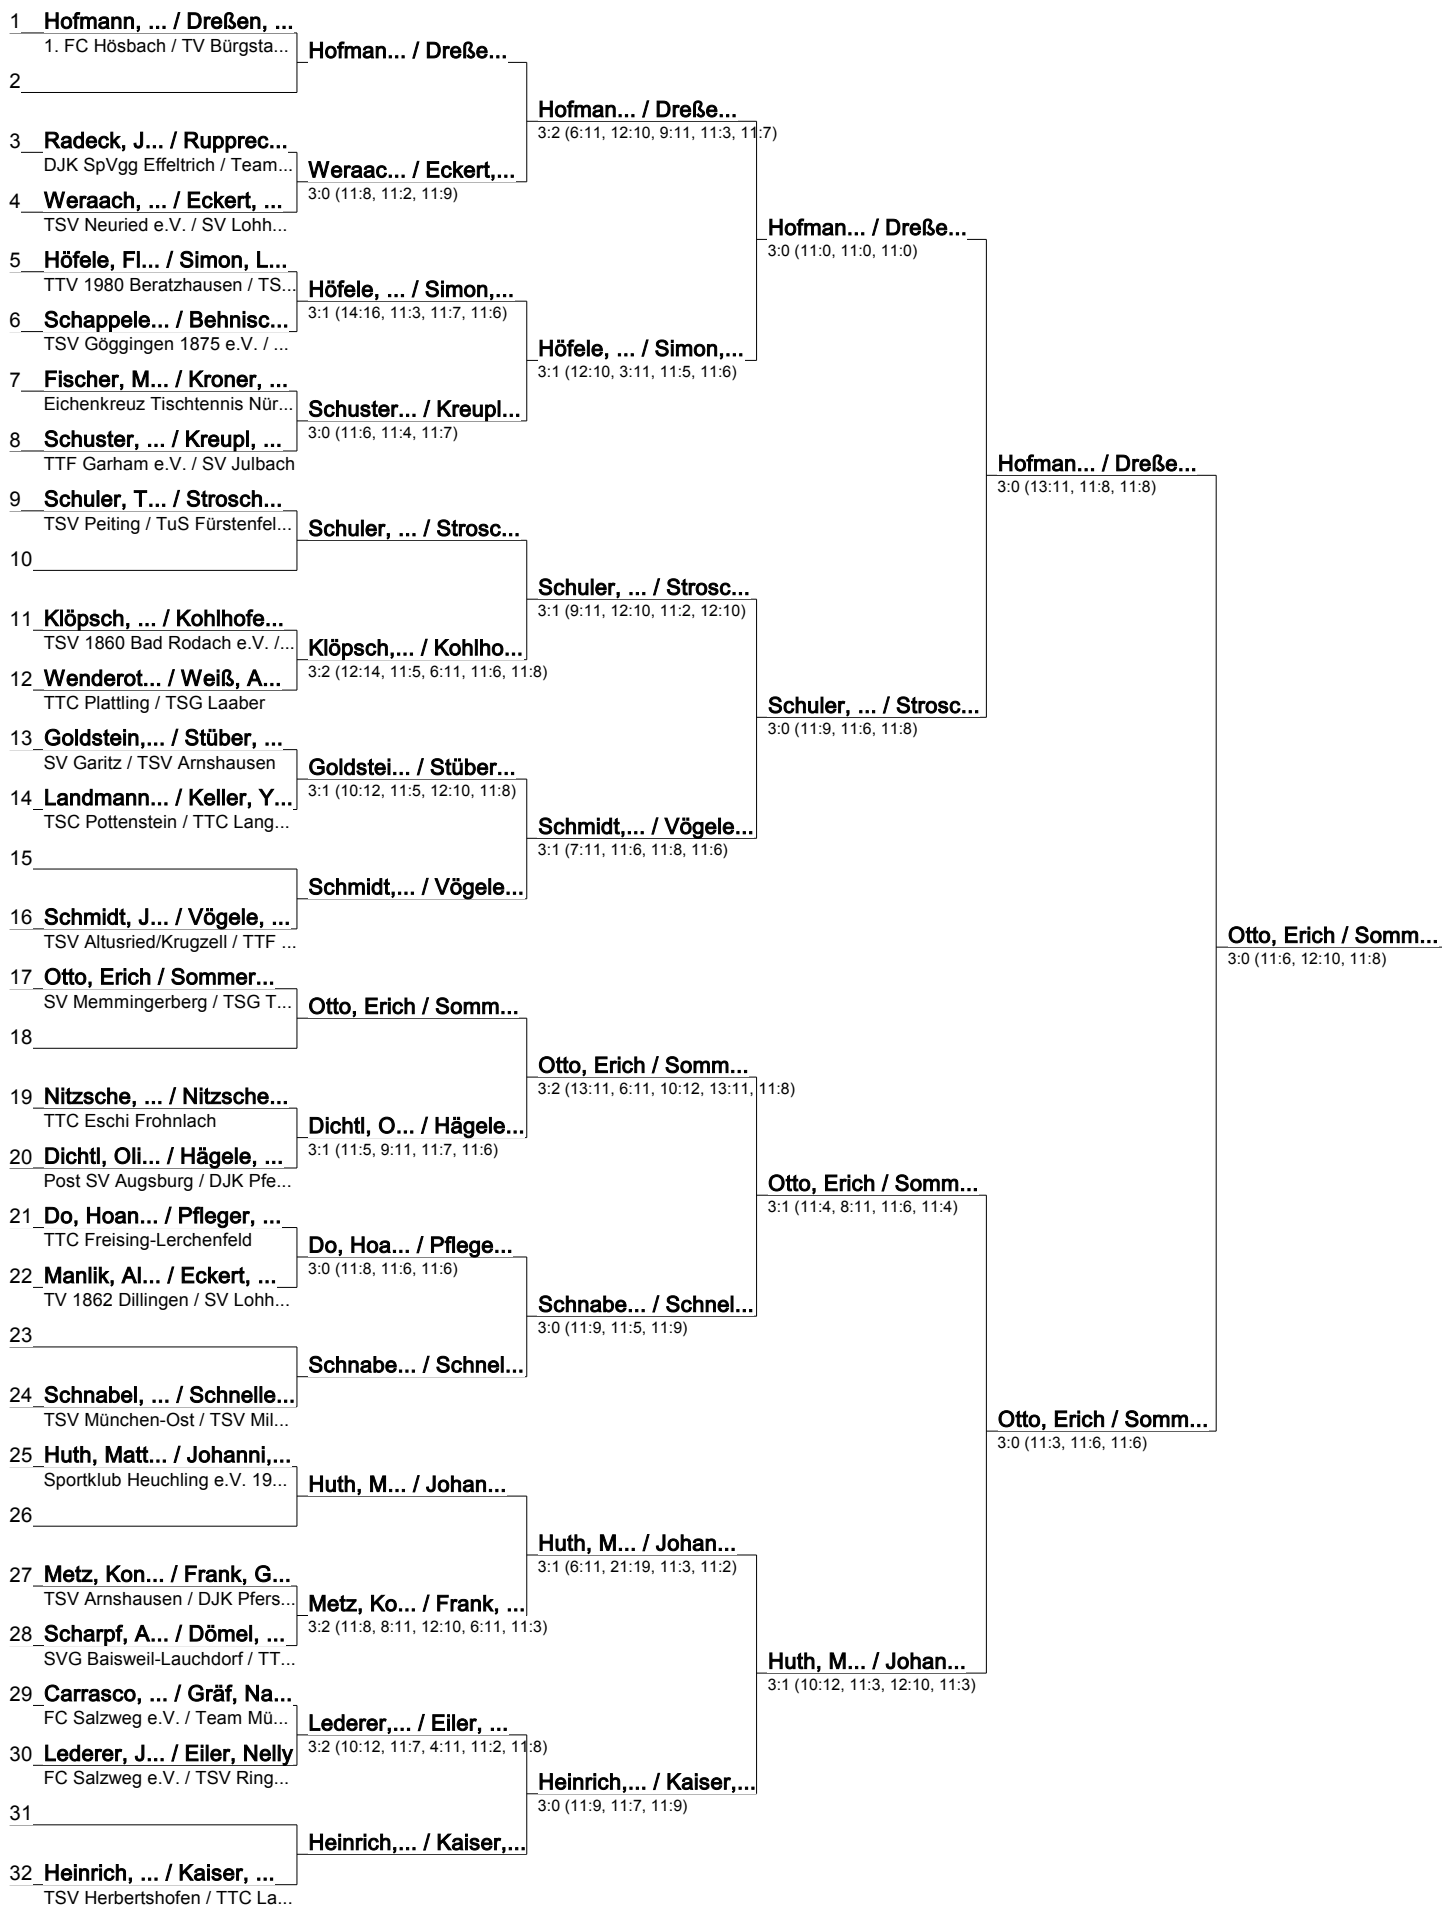 1 Hofmann, ... / Dreßen, ...
1. FC Hösbach / TV Bürgsta...
2
3 Radeck, J... / Rupprec...
DJK SpVgg Effeltrich / Team...
4 Weraach, ... / Eckert, ...
TSV Neuried e.V. / SV Lohh...
5 Höfele, Fl... / Simon, L...
TTV 1980 Beratzhausen / TS...
6 Schappele... / Behnisc...
TSV Göggingen 1875 e.V. / ...
7 Fischer, M... / Kroner, ...
Eichenkreuz Tischtennis Nür...
8 Schuster, ... / Kreupl, ...
TTF Garham e.V. / SV Julbach
9 Schuler, T... / Strosch...
TSV Peiting / TuS Fürstenfel...
10
11 Klöpsch, ... / Kohlhofe...
TSV 1860 Bad Rodach e.V. /...
12 Wenderot... / Weiß, A...
TTC Plattling / TSG Laaber
13 Goldstein,... / Stüber, ...
SV Garitz / TSV Arnshausen
14 Landmann... / Keller, Y...
TSC Pottenstein / TTC Lang...
15
16 Schmidt, J... / Vögele, ...
TSV Altusried/Krugzell / TTF ...
17 Otto, Erich / Sommer...
SV Memmingerberg / TSG T...
18
19 Nitzsche, ... / Nitzsche...
TTC Eschi Frohnlach
20 Dichtl, Oli... / Hägele, ...
Post SV Augsburg / DJK Pfe...
21 Do, Hoan... / Pfleger, ...
TTC Freising-Lerchenfeld
22 Manlik, Al... / Eckert, ...
TV 1862 Dillingen / SV Lohh...
23
24 Schnabel, ... / Schnelle...
TSV München-Ost / TSV Mil...
25 Huth, Matt... / Johanni,...
Sportklub Heuchling e.V. 19...
26
27 Metz, Kon... / Frank, G...
TSV Arnshausen / DJK Pfers...
28 Scharpf, A... / Dömel, ...
SVG Baisweil-Lauchdorf / TT...
29 Carrasco, ... / Gräf, Na...
FC Salzweg e.V. / Team Mü...
30 Lederer, J... / Eiler, Nelly
FC Salzweg e.V. / TSV Ring...
31
32 Heinrich, ... / Kaiser, ...
TSV Herbertshofen / TTC La...
Hofman... / Dreße...
Weraac... / Eckert,...
3:0 (11:8, 11:2, 11:9)
Höfele, ... / Simon,...
3:1 (14:16, 11:3, 11:7, 11:6)
Schuster... / Kreupl...
3:0 (11:6, 11:4, 11:7)
Schuler, ... / Strosc...
Klöpsch,... / Kohlho...
3:2 (12:14, 11:5, 6:11, 11:6, 11:8)
Goldstei... / Stüber...
3:1 (10:12, 11:5, 12:10, 11:8)
Schmidt,... / Vögele...
Otto, Erich / Somm...
Dichtl, O... / Hägele...
3:1 (11:5, 9:11, 11:7, 11:6)
Do, Hoa... / Pflege...
3:0 (11:8, 11:6, 11:6)
Schnabe... / Schnel...
Huth, M... / Johan...
Metz, Ko... / Frank, ...
3:2 (11:8, 8:11, 12:10, 6:11, 11:3)
Lederer,... / Eiler, ...
3:2 (10:12, 11:7, 4:11, 11:2, 11:8)
Heinrich,... / Kaiser,...
Hofman... / Dreße...
3:2 (6:11, 12:10, 9:11, 11:3, 11:7)
Höfele, ... / Simon,...
3:1 (12:10, 3:11, 11:5, 11:6)
Schuler, ... / Strosc...
3:1 (9:11, 12:10, 11:2, 12:10)
Schmidt,... / Vögele...
3:1 (7:11, 11:6, 11:8, 11:6)
Otto, Erich / Somm...
3:2 (13:11, 6:11, 10:12, 13:11, 11:8)
Schnabe... / Schnel...
3:0 (11:9, 11:5, 11:9)
Huth, M... / Johan...
3:1 (6:11, 21:19, 11:3, 11:2)
Heinrich,... / Kaiser,...
3:0 (11:9, 11:7, 11:9)
Hofman... / Dreße...
3:0 (11:0, 11:0, 11:0)
Schuler, ... / Strosc...
3:0 (11:9, 11:6, 11:8)
Otto, Erich / Somm...
3:1 (11:4, 8:11, 11:6, 11:4)
Huth, M... / Johan...
3:1 (10:12, 11:3, 12:10, 11:3)
Hofman... / Dreße...
3:0 (13:11, 11:8, 11:8)
Otto, Erich / Somm...
3:0 (11:3, 11:6, 11:6)
Otto, Erich / Somm...
3:0 (11:6, 12:10, 11:8)